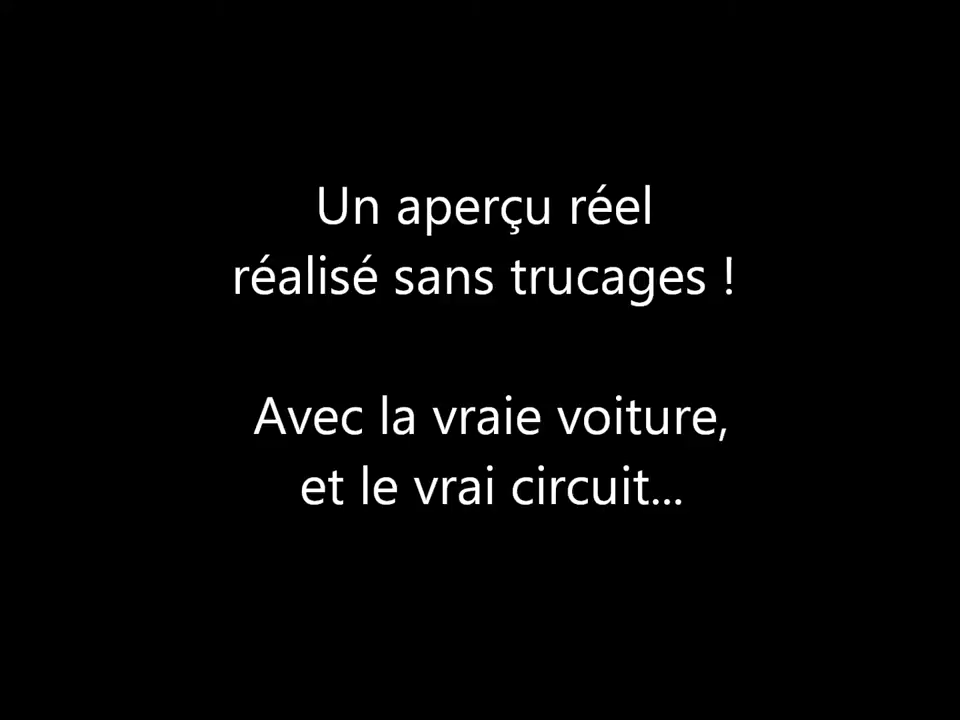 Un aperçu réel
réalisé sans trucages !
Avec la vraie voiture,
et le vrai circuit...